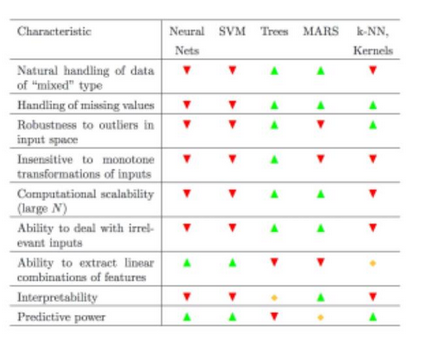 Characteristic Neural SVM Trees MARS k-NN,
Nets Kernels
Natural handling of data
of “mixed” type
Handling of missing values
Robustness to outliers in
input space
Insensitive to monotone
transformations of inputs
Computational scalability
(large N)
Ability to deal with irrel-
evant inputs
Ability to extract linear
combinations of features
Interpretability
Predictive power